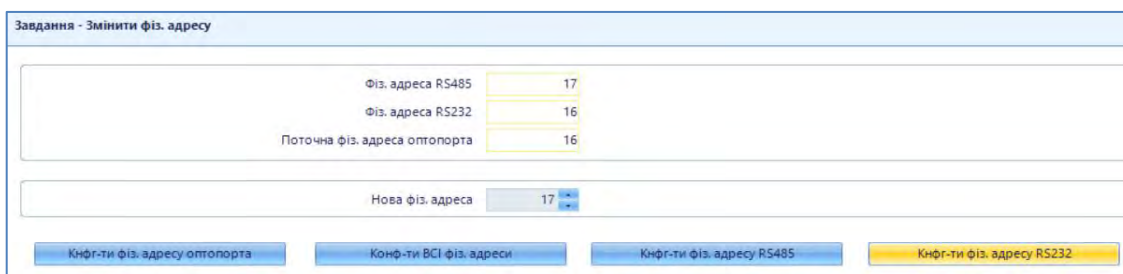 Завдання - Змінити фіз. адресу
Фіз. адреса RS485 17
Фіз. адреса RS232 16
Поточна фіз. адреса оптопорта 16
Нова фіз. адреса 17
Кнфг-ти фіз. адресу оптопорта Конф-ти ВСІ фіз. адреси Кнфг-ти фіз. адресу RS485 Кнфг-ти фіз. адресу RS232